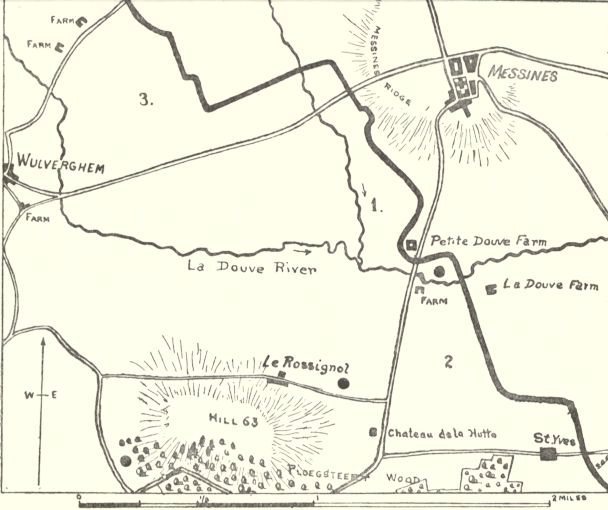 FARM
FARM
MESSINES
RIDGE
MESSINES
3.
WULVERGHEM
FARM
1.
Petite Douve Farm
La Douve River
La Douve Farm
FARM
2
Le Rossignol
W E
HILL 63
Chateau de la Hutte
St Yves
PLOEGSTEERT WOOD
0 1/2 1 2 MILES